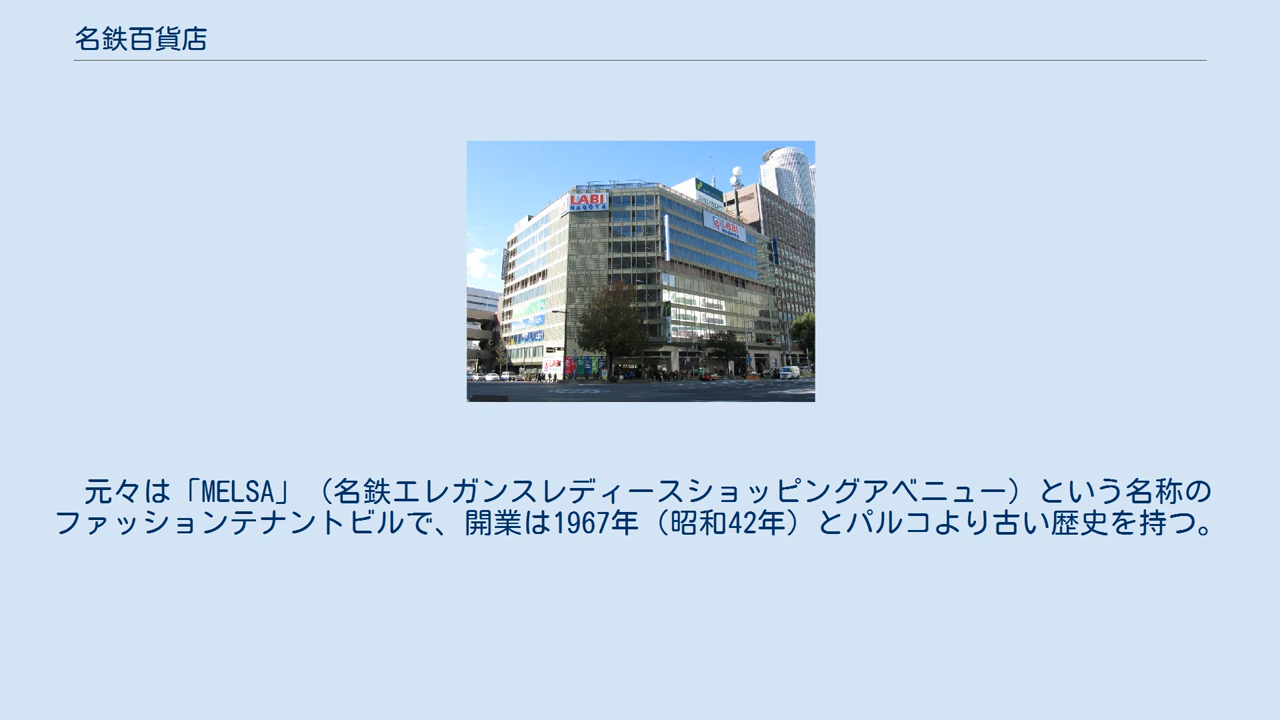 名鉄百貨店
LABI
NAGOYA
LABI
元々は「MELSA」（名鉄エレガンスレディースショッピングアベニュー）という名称の
ファッションテナントビルで、開業は1967年（昭和42年）とパルコより古い歴史を持つ。